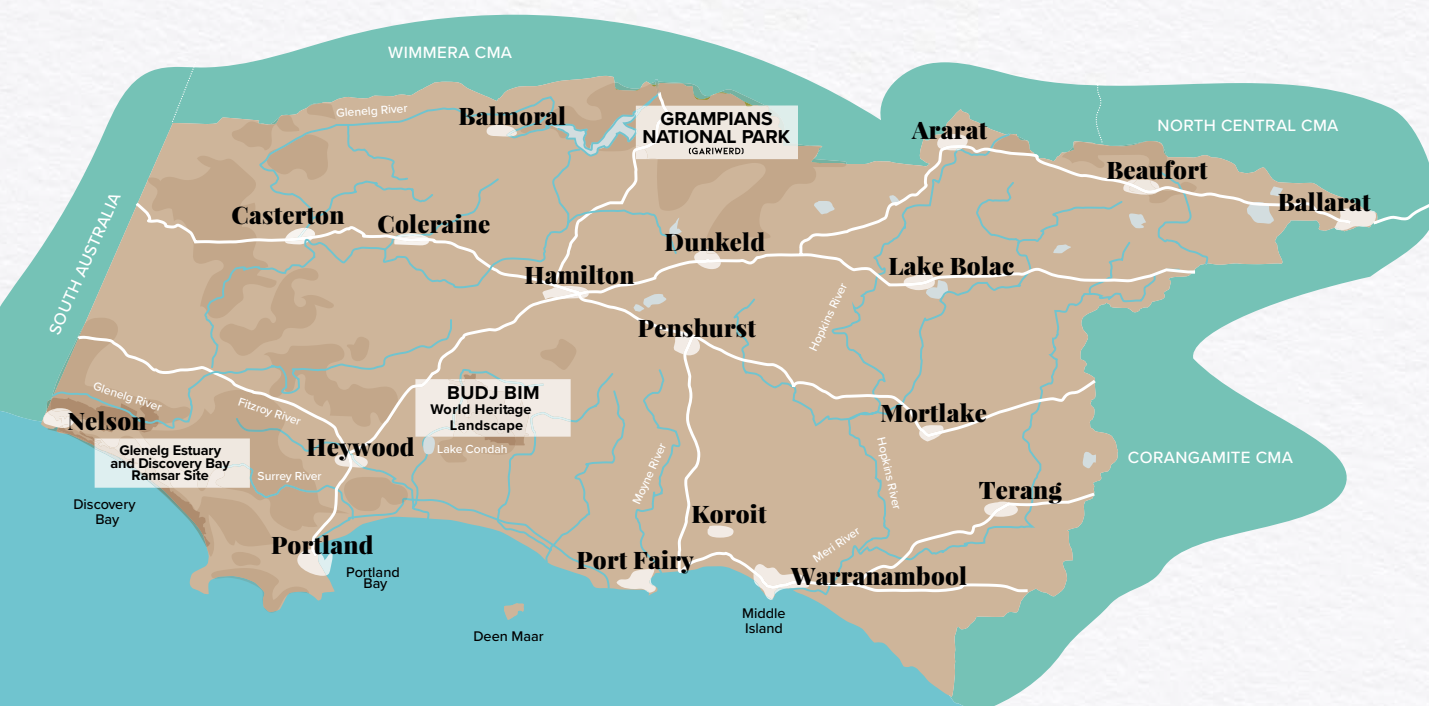 WIMMERA CMA
Glenelg River
Balmoral
GRAMPIANS
NATIONAL PARK
(GARIWERD)
Ararat
NORTH CENTRAL CMA
Beaufort
Ballarat
SOUTH AUSTRALIA
Casterton
Coleraine
Dunkeld
Hamilton
Lake Bolac
Hopkins River
Penshurst
Glenelg River
Nelson
Fitzroy River
BUDJ BIM
World Heritage
Landscape
Mortlake
Heywood
Lake Condah
Glenelg Estuary
and Discovery Bay
Ramsar Site
Surrey River
Moyne River
Hopkins River
CORANGAMITE CMA
Terang
Discovery
Bay
Koroit
Portland
Portland
Bay
Port Fairy
Meri River
Warranambool
Middle
Island
Deen Maar